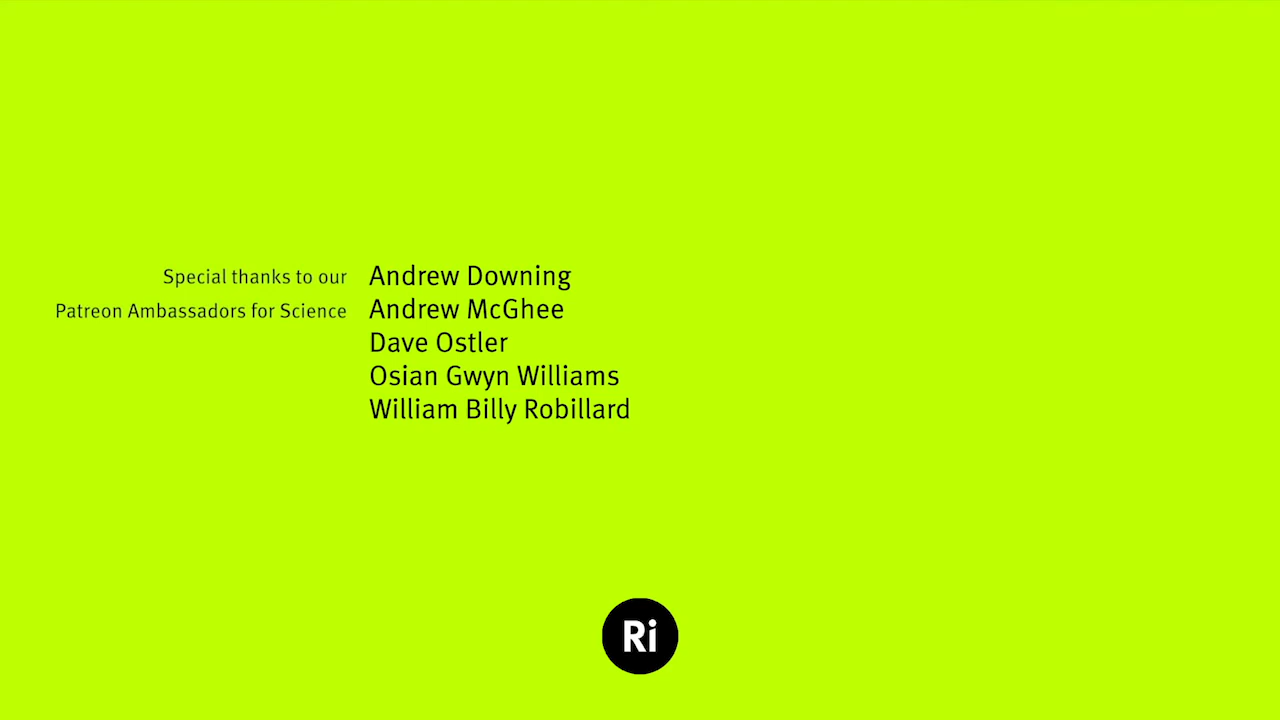 Special thanks to our
Patreon Ambassadors for Science
Andrew Downing
Andrew McGhee
Dave Ostler
Osian Gwyn Williams
William Billy Robillard
Ri